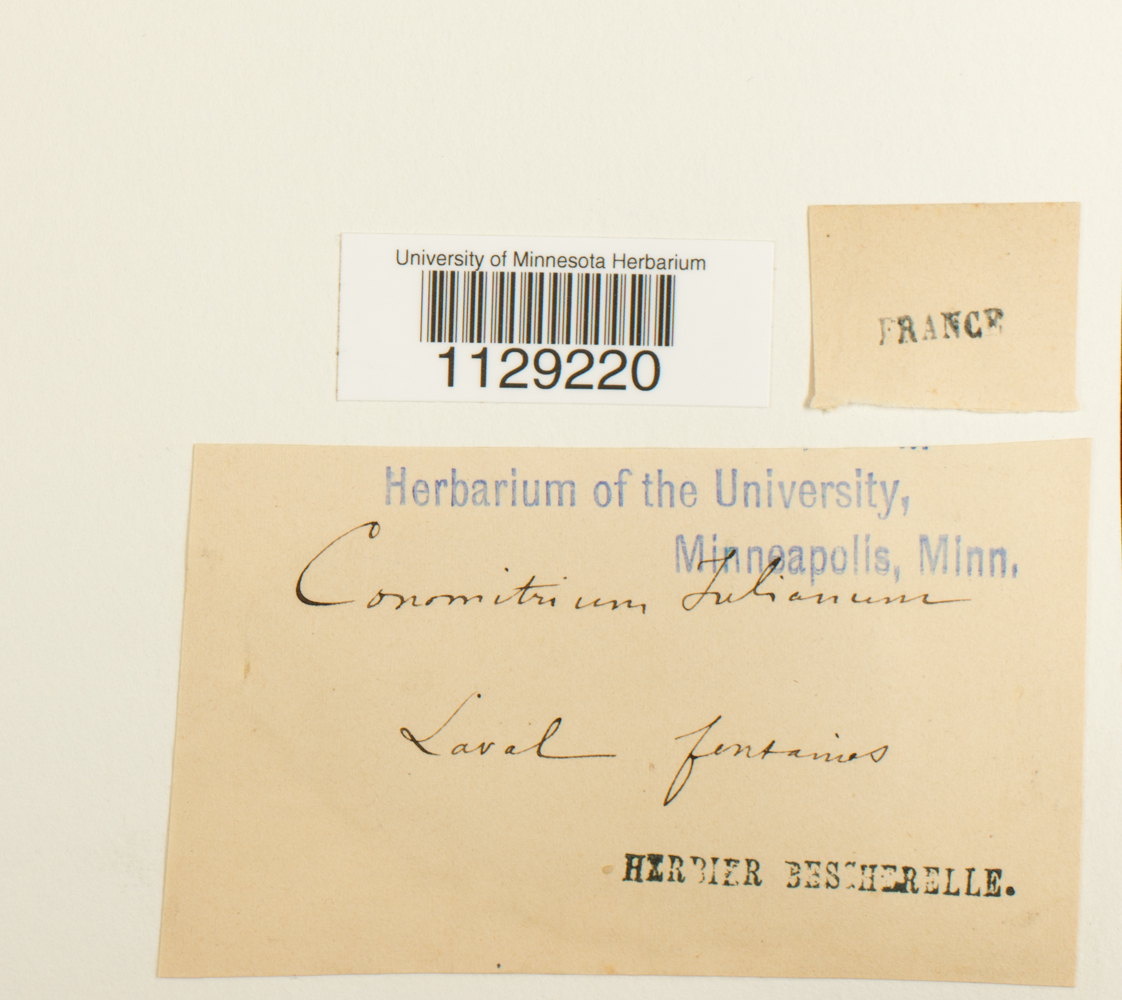 University of Minnesota Herbarium
1129220
FRANCE
Herbarium of the University,
Minneapolis, Minn.
Conomitrium Julianum
Laval fontaines
HERBIER BESCHERELLE.